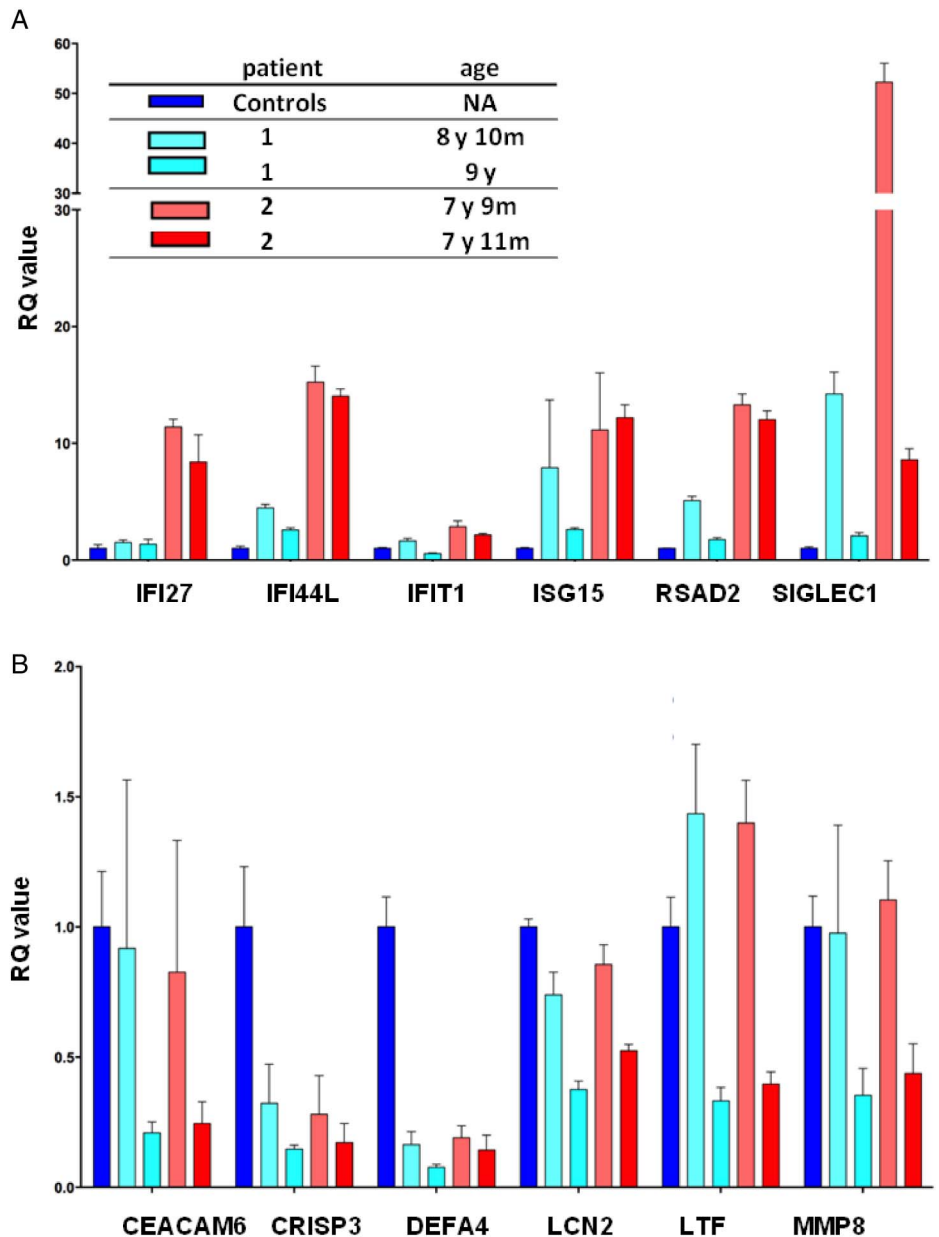 A
60
50
40
30
30
20
10
0
RQ value
patient age
Controls NA
1 8 y 10m
1 9 y
2 7 y 9m
2 7 y 11m
IFI27 IFI44L IFIT1 ISG15 RSAD2 SIGLEC1
B
2.0
1.5
1.0
0.5
0.0
RQ value
CEACAM6 CRISP3 DEFA4 LCN2 LTF MMP8